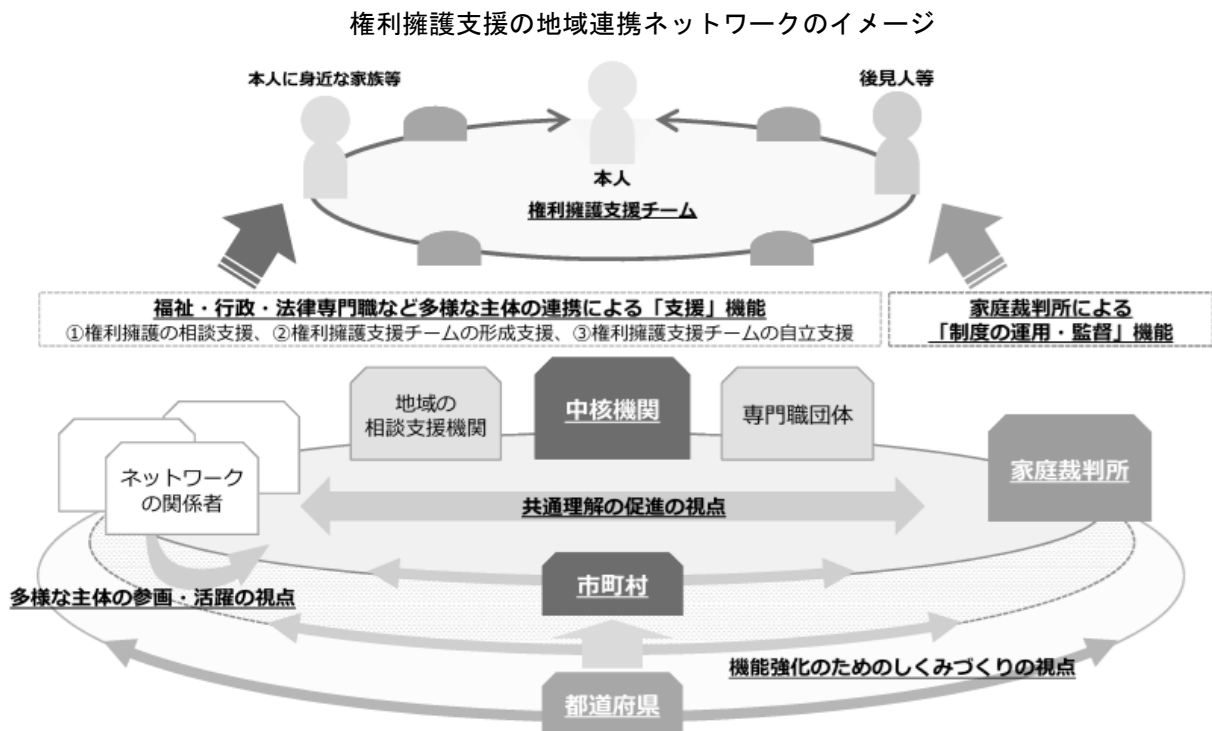 権利擁護支援の地域連携ネットワークのイメージ
本人に身近な家族等
後見人等
本人
権利擁護支援チーム
福祉・行政・法律専門職など多様な主体の連携による「支援」機能
①権利擁護の相談支援、②権利擁護支援チームの形成支援、③権利擁護支援チームの自立支援
家庭裁判所による
「制度の運用・監督」機能
地域の
相談支援機関
中核機関
専門職団体
ネットワーク
の関係者
家庭裁判所
共通理解の促進の視点
市町村
多様な主体の参画・活躍の視点
機能強化のためのしくみづくりの視点
都道府県